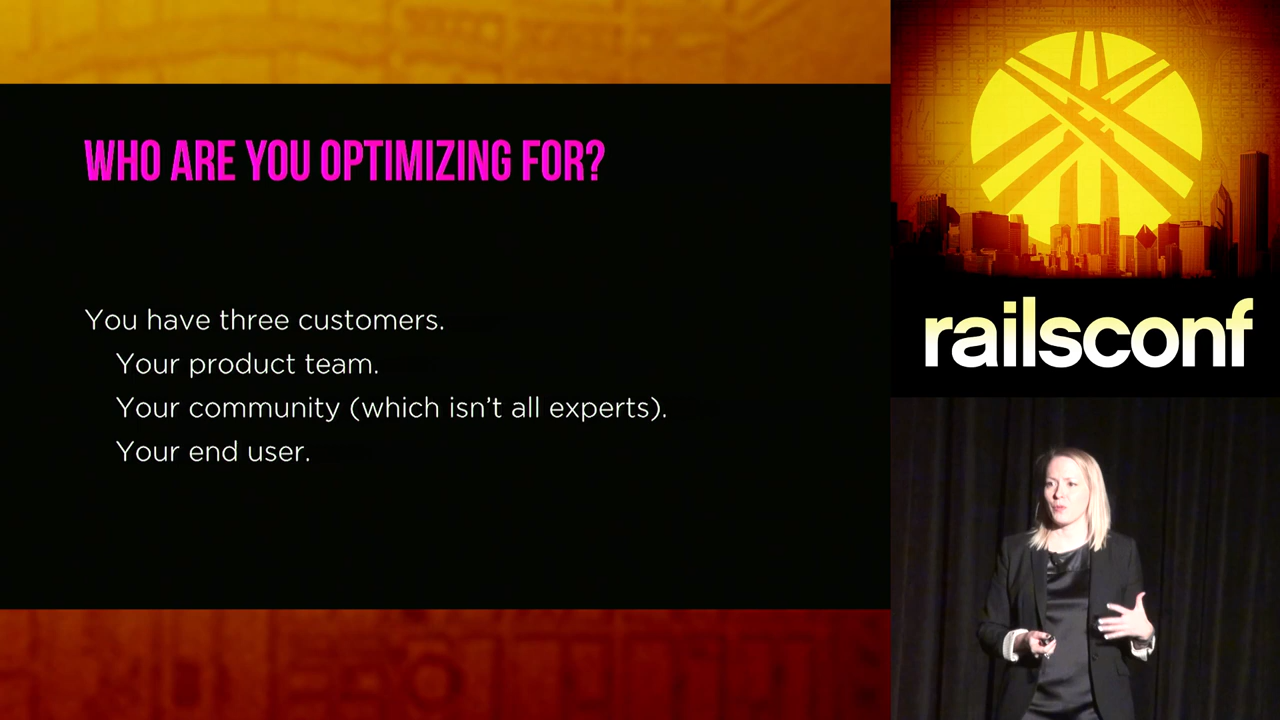 WHO ARE YOU OPTIMIZING FOR?
You have three customers.
Your product team.
Your community (which isn’t all experts).
Your end user.
railsconf